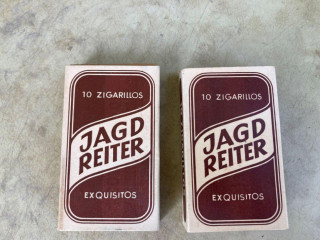 10 ZIGARILLOS
JAGD
REITER
EXQUISITOS
10 ZIGARILLOS
JAGD
REITER
EXQUISITOS